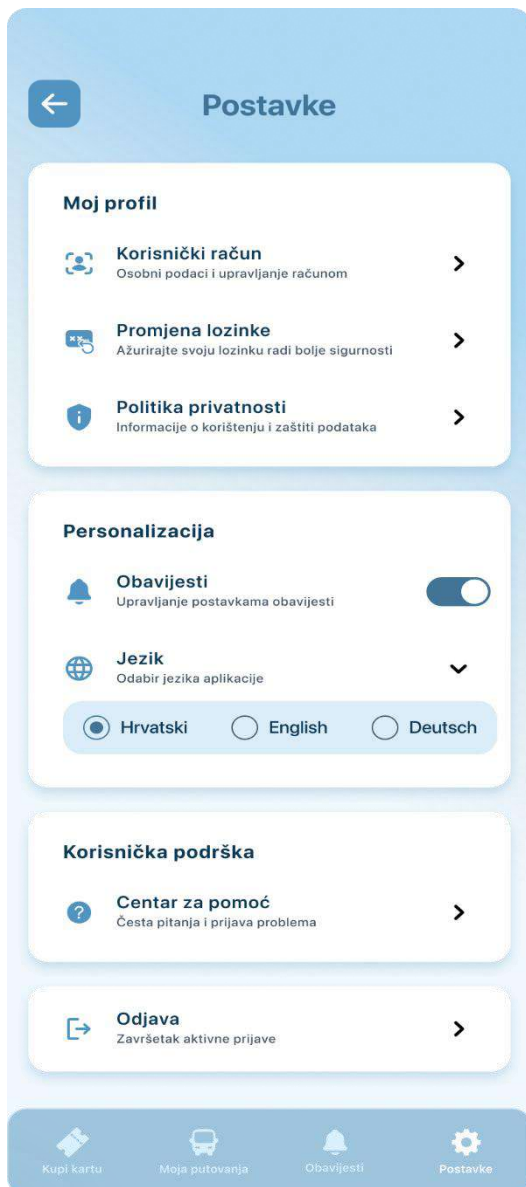 Postavke
Moj profil
Korisnički račun
Osobni podaci i upravljanje računom
Promjena lozinke
Ažurirajte svoju lozinku radi bolje sigurnosti
Politika privatnosti
Informacije o korištenju i zaštiti podataka
Personalizacija
Obavijesti
Upravljanje postavkama obavijesti
Jezik
Odabir jezika aplikacije
Hrvatski English Deutsch
Korisnička podrška
Centar za pomoć
Česta pitanja i prijava problema
Odjava
Završetak aktivne prijave
Kupi kartu Moja putovanja Obavijesti Postavke